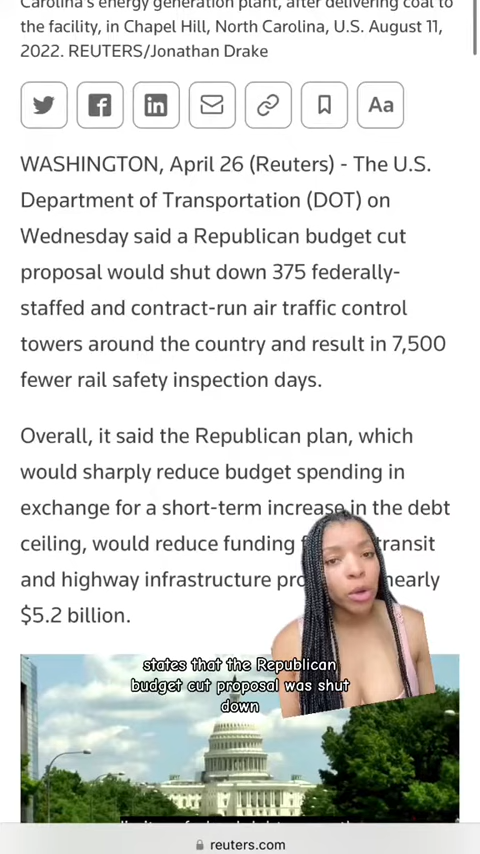 Carolina's energy generation plant, after delivering coal to
the facility, in Chapel Hill, North Carolina, U.S. August 11,
2022. REUTERS/Jonathan Drake
Aa
WASHINGTON, April 26 (Reuters) - The U.S.
Department of Transportation (DOT) on
Wednesday said a Republican budget cut
proposal would shut down 375 federally-
staffed and contract-run air traffic control
towers around the country and result in 7,500
fewer rail safety inspection days.
Overall, it said the Republican plan, which
would sharply reduce budget spending in
exchange for a short-term increase in the debt
ceiling, would reduce funding transit
and highway infrastructure nearly
$5.2 billion.
states that the Republican
budget cut proposal was shut
down
reuters.com